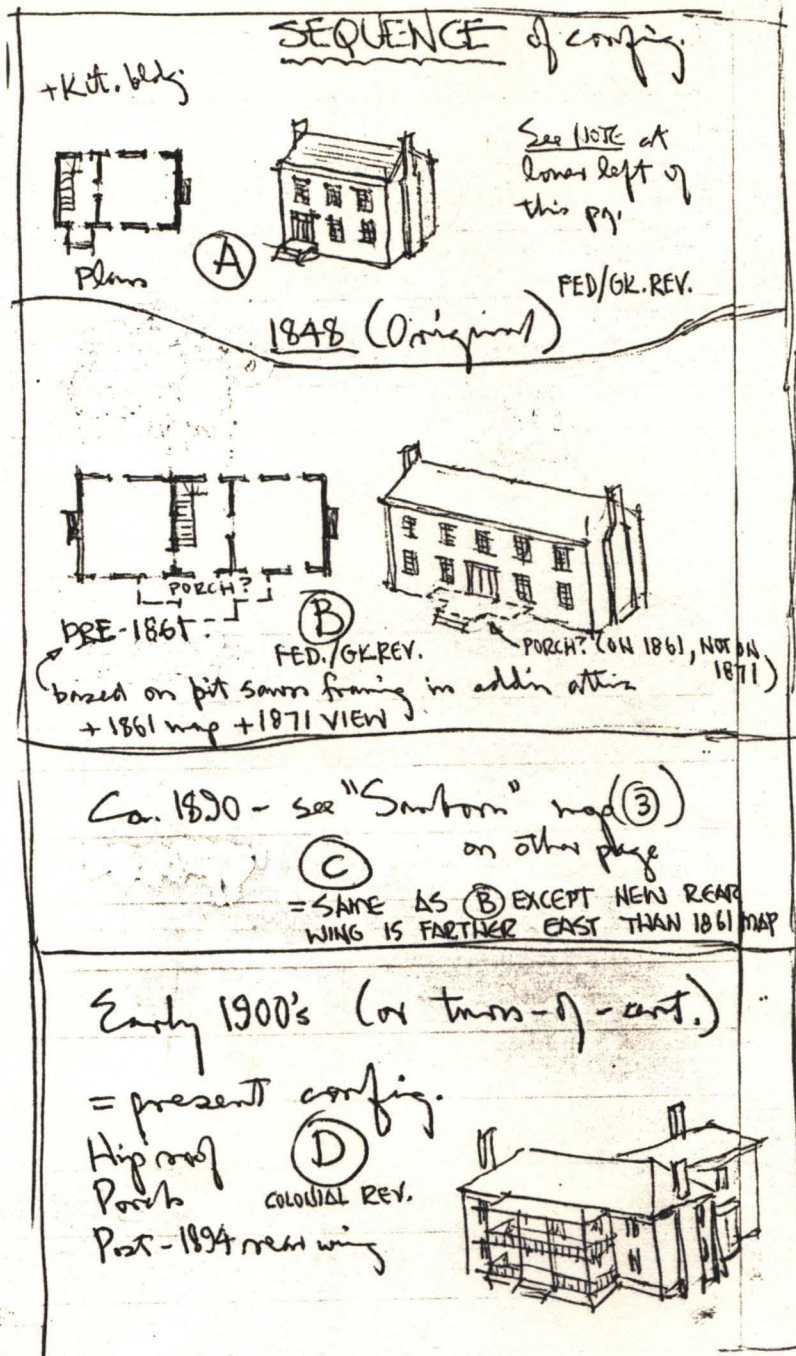 SEQUENCE of config.
+ Kit. bldg.
See NOTE at
lower left of
this pg.
Plan
A
FED/GK. REV.
1848 (Original)
PORCH?
PRE-1861
B
FED./GK REV.
PORCH? (ON 1861, NOT ON
1871)
based on pit sawn framing in add'n attic
+ 1861 map + 1871 VIEW
Ca. 1890 - see "Sanborn" map (3)
on other page
C
= SAME AS B EXCEPT NEW REAR
WING IS FARTHER EAST THAN 1861 MAP
Early 1900's (or turn-of-cent.)
= present config.
Hip roof
D
Porch
COLONIAL REV.
Post-1894 rear wing